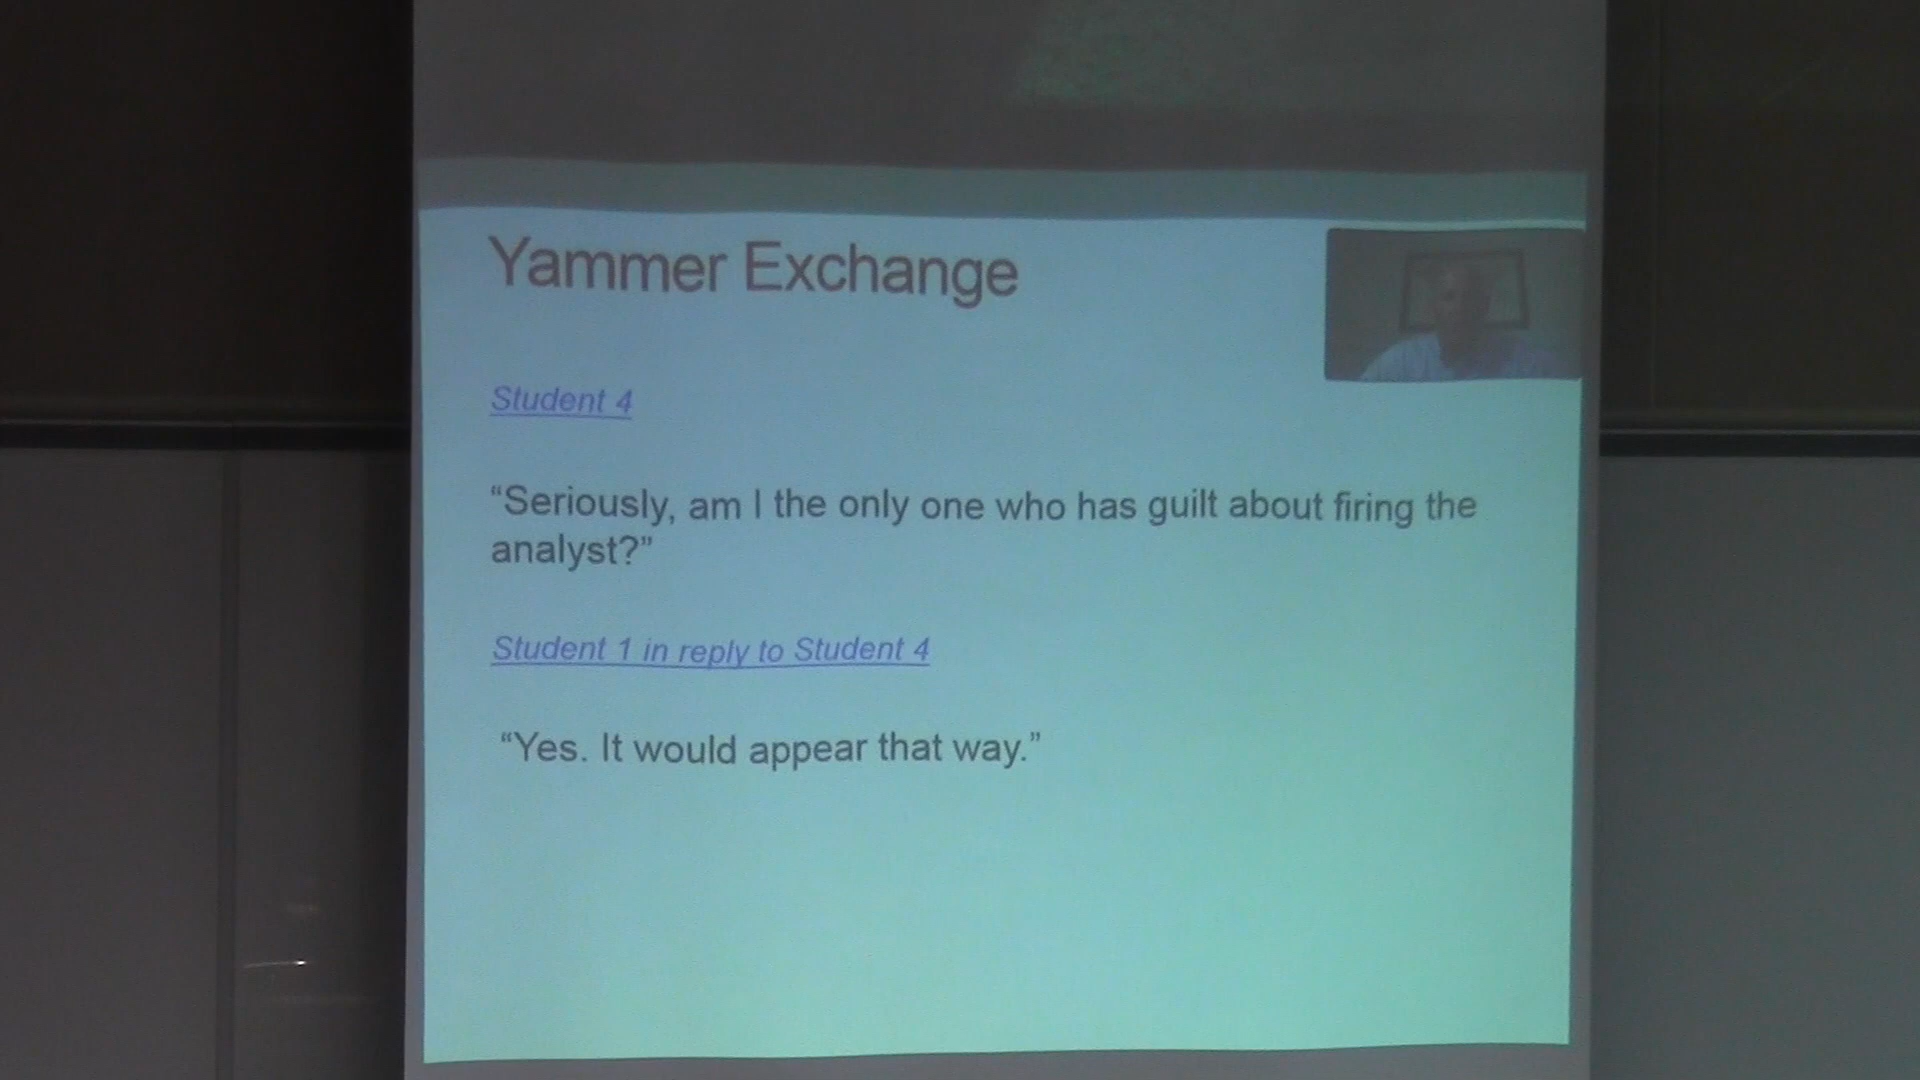 Yammer Exchange
Student 4
“Seriously, am I the only one who has guilt about firing the
analyst?”
Student 1 in reply to Student 4
“Yes. It would appear that way.”